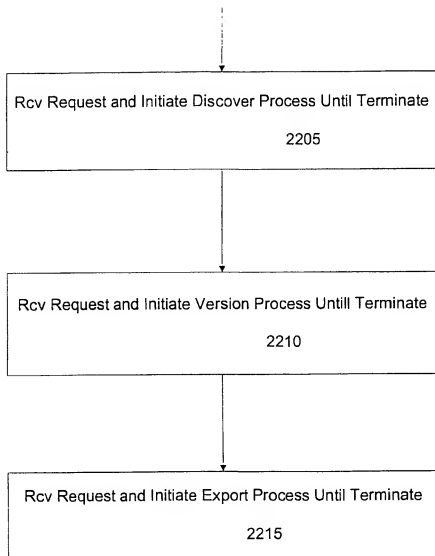 Rcv Request and Initiate Discover Process Until Terminate
2205
Rcv Request and Initiate Version Process Untill Terminate
2210
Rcv Request and Initiate Export Process Until Terminate
2215